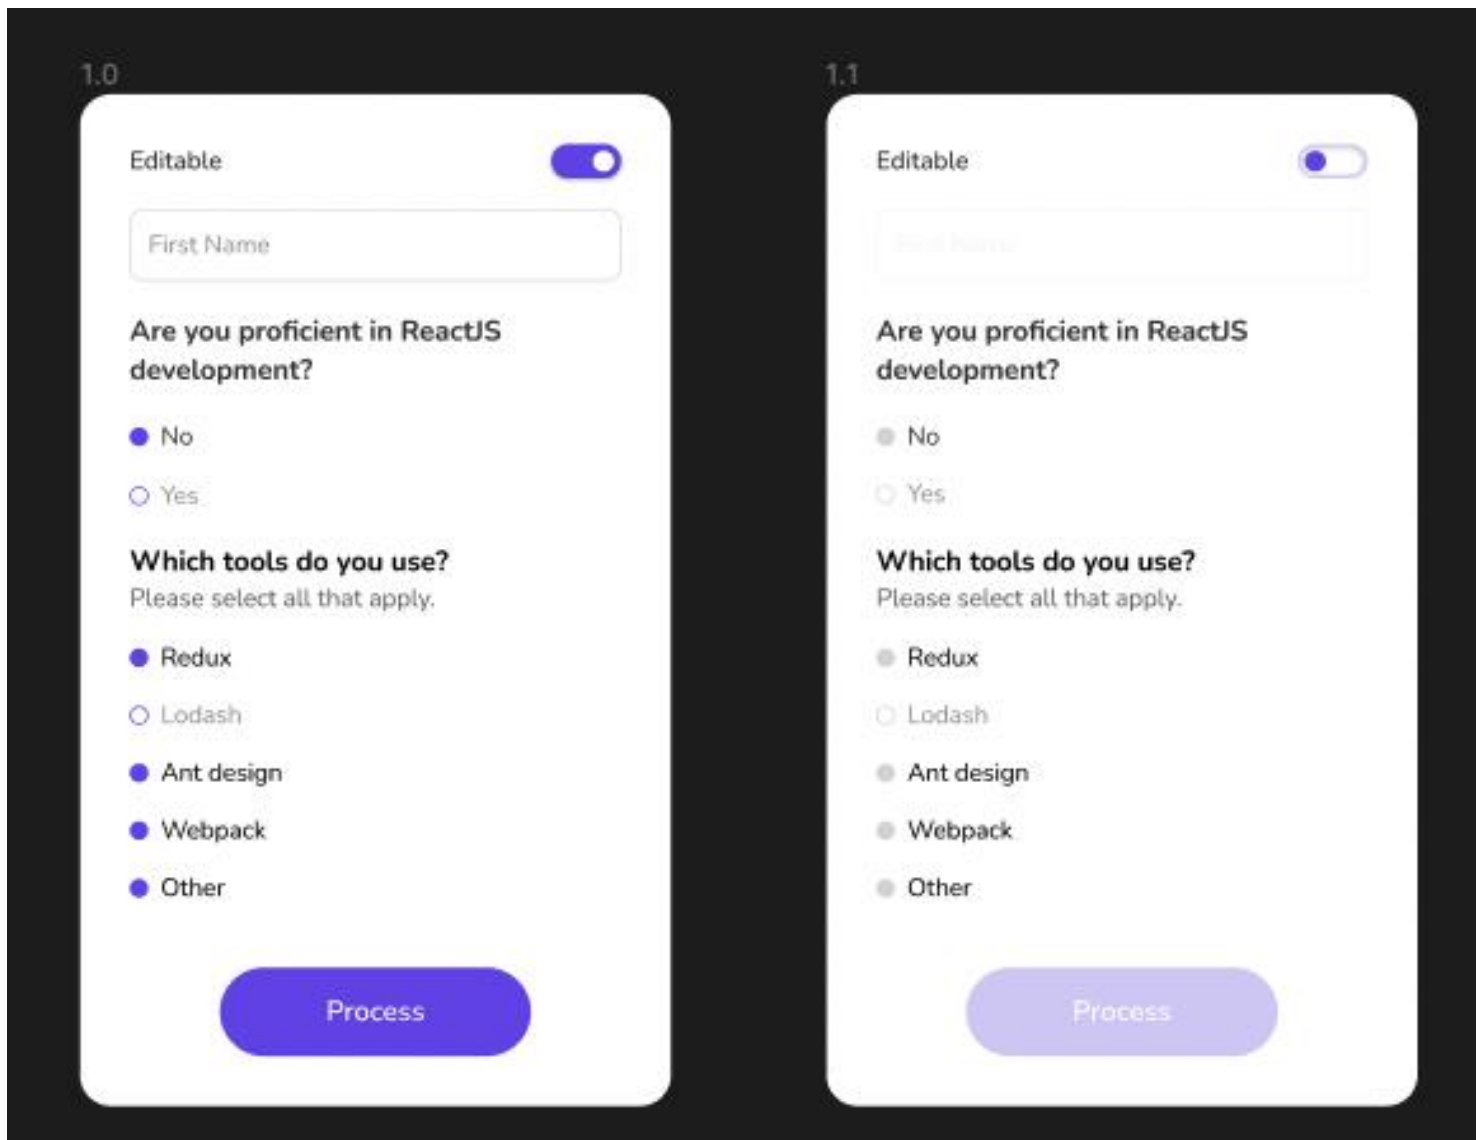 1.0
Editable
First Name
Are you proficient in ReactJS
development?
No
Yes
Which tools do you use?
Please select all that apply.
Redux
Lodash
Ant design
Webpack
Other
Process
1.1
Editable
Are you proficient in ReactJS
development?
No
Yes
Which tools do you use?
Please select all that apply.
Redux
Lodash
Ant design
Webpack
Other
Process